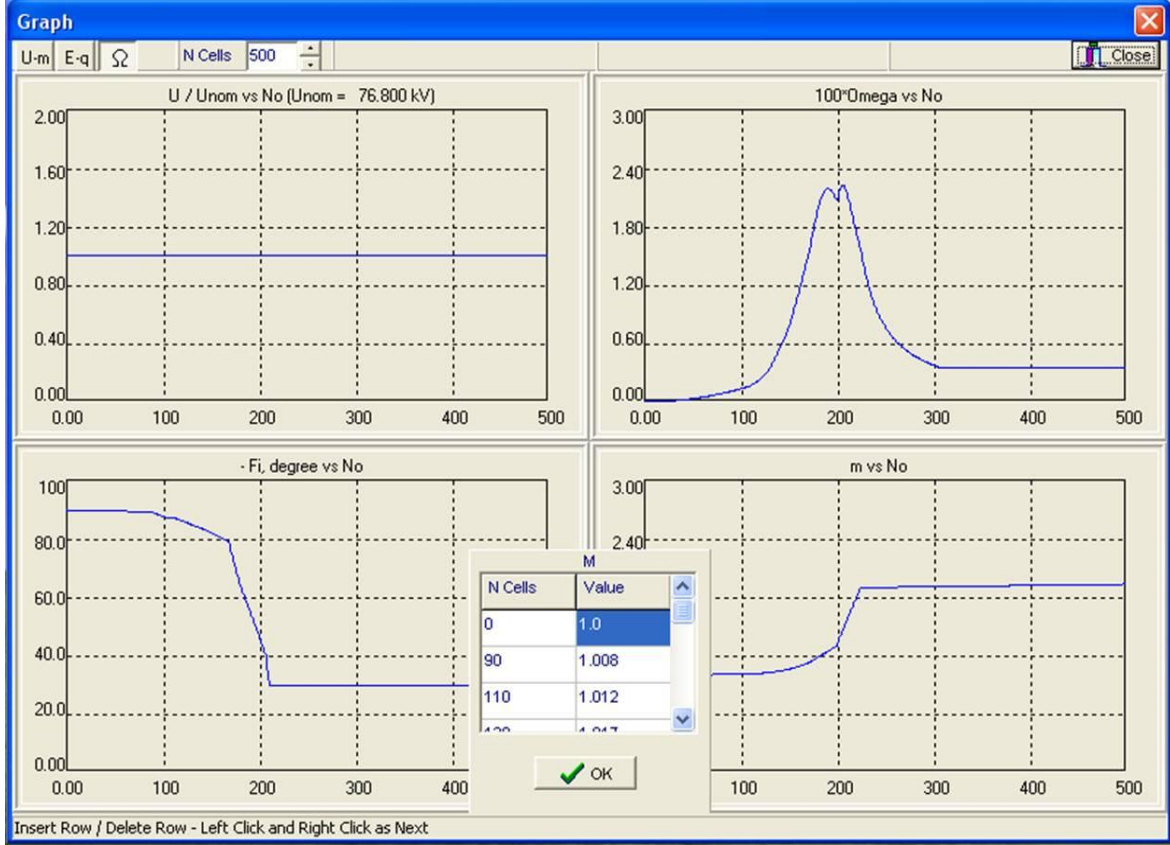 Graph
U-m E-q Ω N Cells 500 Close
U / Unom vs No (Unom = 76.800 kV)
2.00
1.60
1.20
0.80
0.40
0.00
0.00 100 200 300 400 500
100*Omega vs No
3.00
2.40
1.80
1.20
0.60
0.00
0.00 100 200 300 400 500
- Fi, degree vs No
100
80.0
60.0
40.0
20.0
0.00
0.00 100 200 300 400
m vs No
3.00
2.40
100 200 300 400 500
M
N Cells Value
0 1.0
90 1.008
110 1.012
OK
Insert Row / Delete Row - Left Click and Right Click as Next